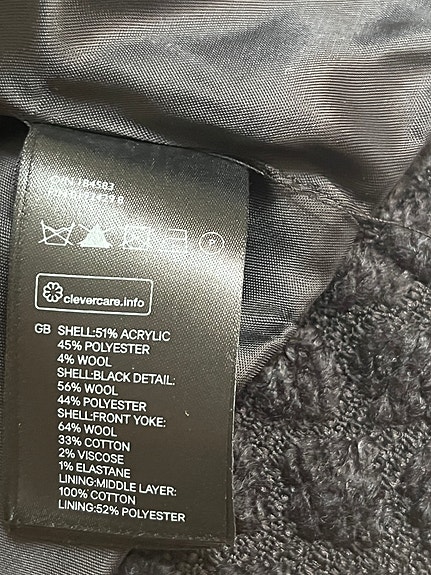 clevercare.info
GB SHELL:51% ACRYLIC
45% POLYESTER
4% WOOL
SHELL:BLACK DETAIL:
56% WOOL
44% POLYESTER
SHELL:FRONT YOKE:
64% WOOL
33% COTTON
2% VISCOSE
1% ELASTANE
LINING:MIDDLE LAYER:
100% COTTON
LINING:52% POLYESTER